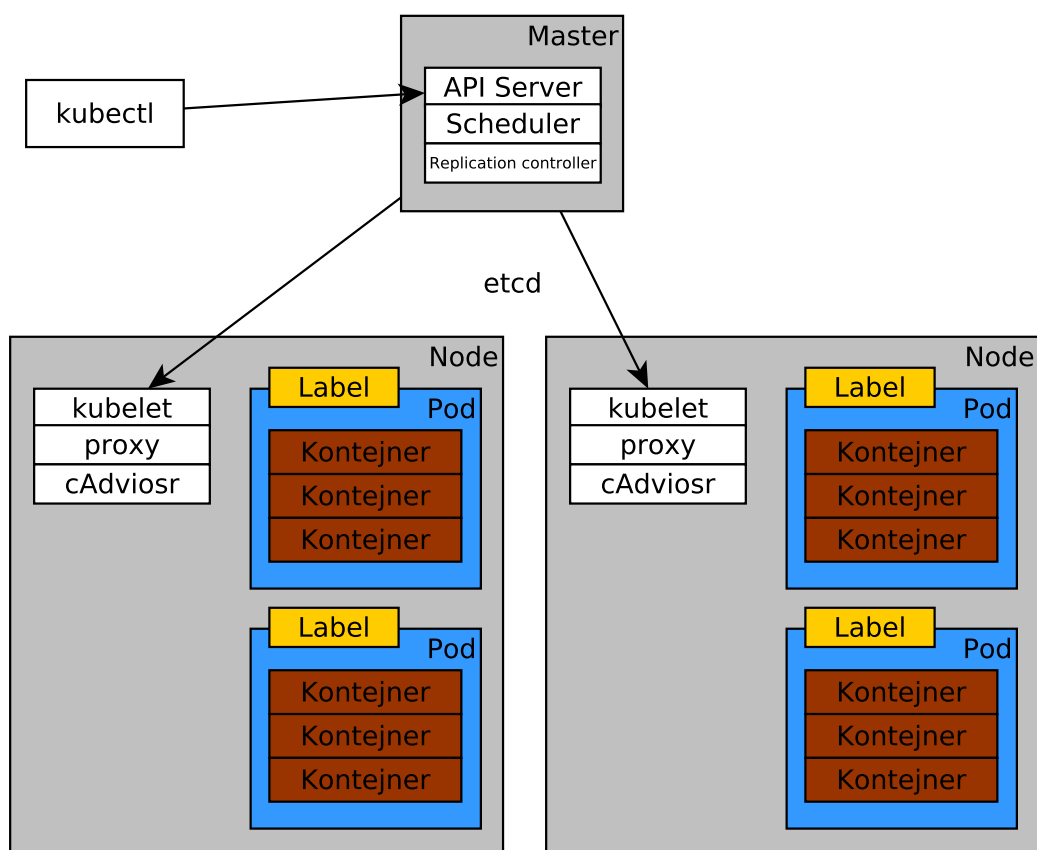 Master
API Server
kubectl
Scheduler
Replication controller
etcd
Node
Label
kubelet
Pod
proxy
Kontejner
cAdviosr
Kontejner
Kontejner
Label
Pod
Kontejner
Kontejner
Kontejner
Node
Label
kubelet
Pod
proxy
Kontejner
cAdviosr
Kontejner
Kontejner
Label
Pod
Kontejner
Kontejner
Kontejner